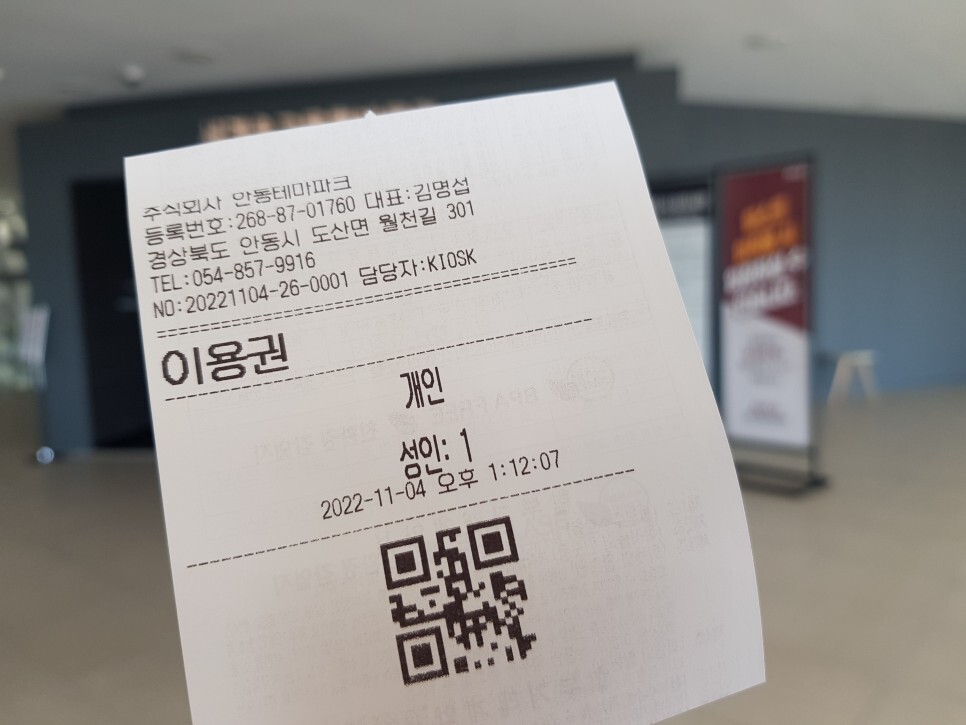 주식회사 안동테마파크
등록번호:268-87-01760 대표:김명섭
경상북도 안동시 도산면 월천길 301
TEL:054-857-9916
NO:20221104-26-0001 담당자:KIOSK
이용권
개인
성인: 1
2022-11-04 오후 1:12:07
BPA FREE